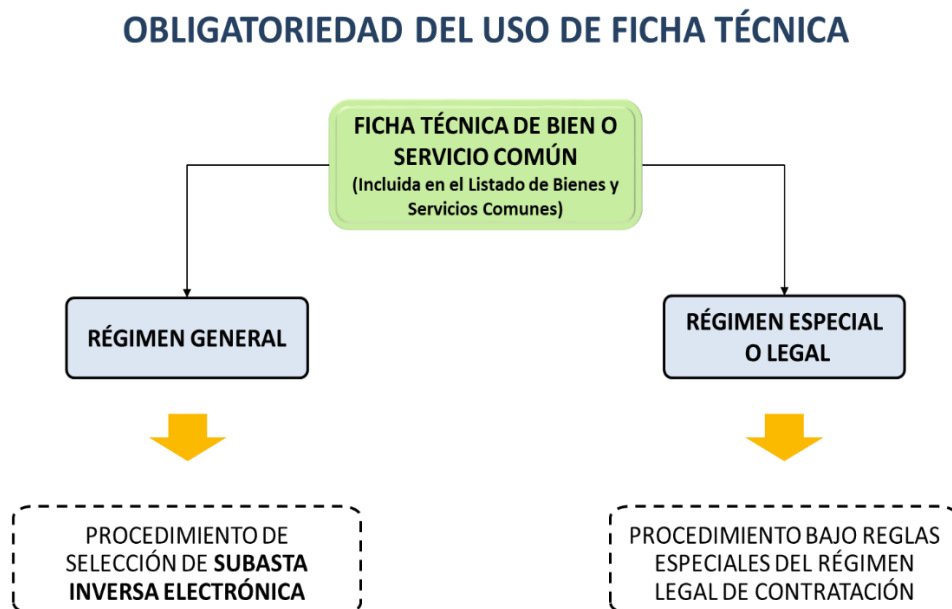 OBLIGATORIEDAD DEL USO DE FICHA TÉCNICA
FICHA TÉCNICA DE BIEN O
SERVICIO COMÚN
(Incluida en el Listado de Bienes y
Servicios Comunes)
RÉGIMEN GENERAL
RÉGIMEN ESPECIAL
O LEGAL
PROCEDIMIENTO DE
SELECCIÓN DE SUBASTA
INVERSA ELECTRÓNICA
PROCEDIMIENTO BAJO REGLAS
ESPECIALES DEL RÉGIMEN
LEGAL DE CONTRATACIÓN